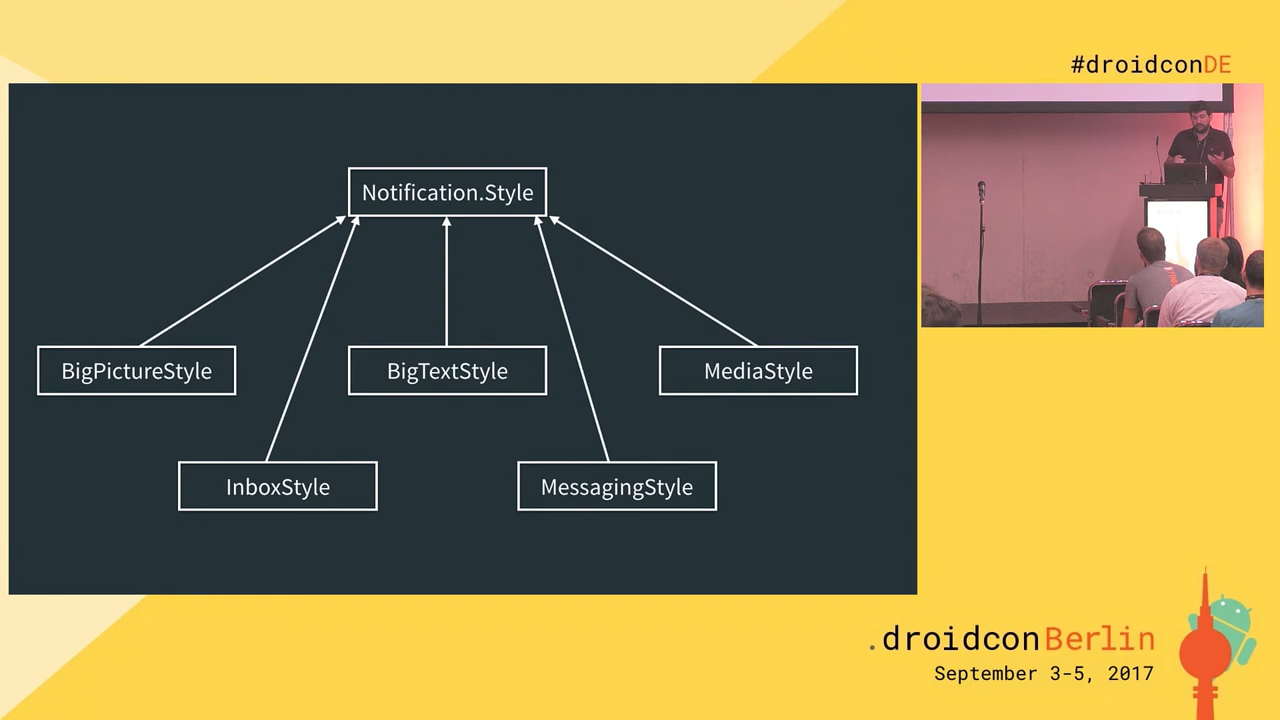 #droidconDE
Notification.Style
BigPictureStyle
BigTextStyle
MediaStyle
InboxStyle
MessagingStyle
.droidconBerlin
September 3-5, 2017